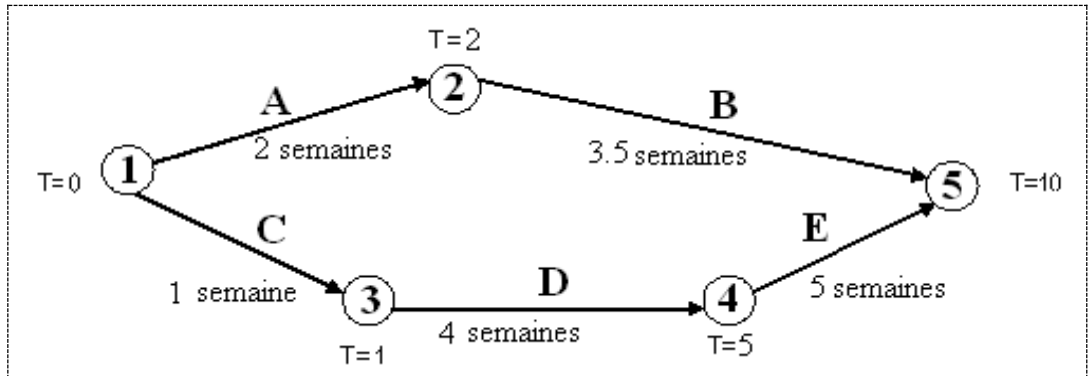 T=2
A
2
B
2 semaines
3.5 semaines
1
T=0
5
T=10
C
E
1 semaine
3
D
4
5 semaines
4 semaines
T=1
T=5